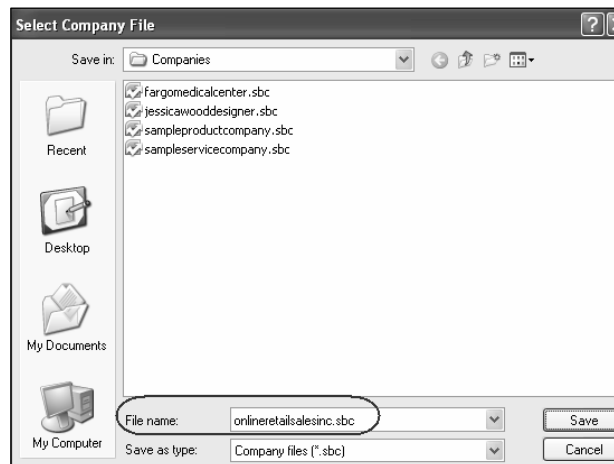 Select Company File
?
Save in: Companies
fargomedicalcenter.sbc
jessicawooddesigner.sbc
sampleproductcompany.sbc
sampleservicecompany.sbc
Recent
Desktop
My Documents
My Computer
File name: onlineretailsalesinc.sbc Save
Save as type: Company files (*.sbc) Cancel